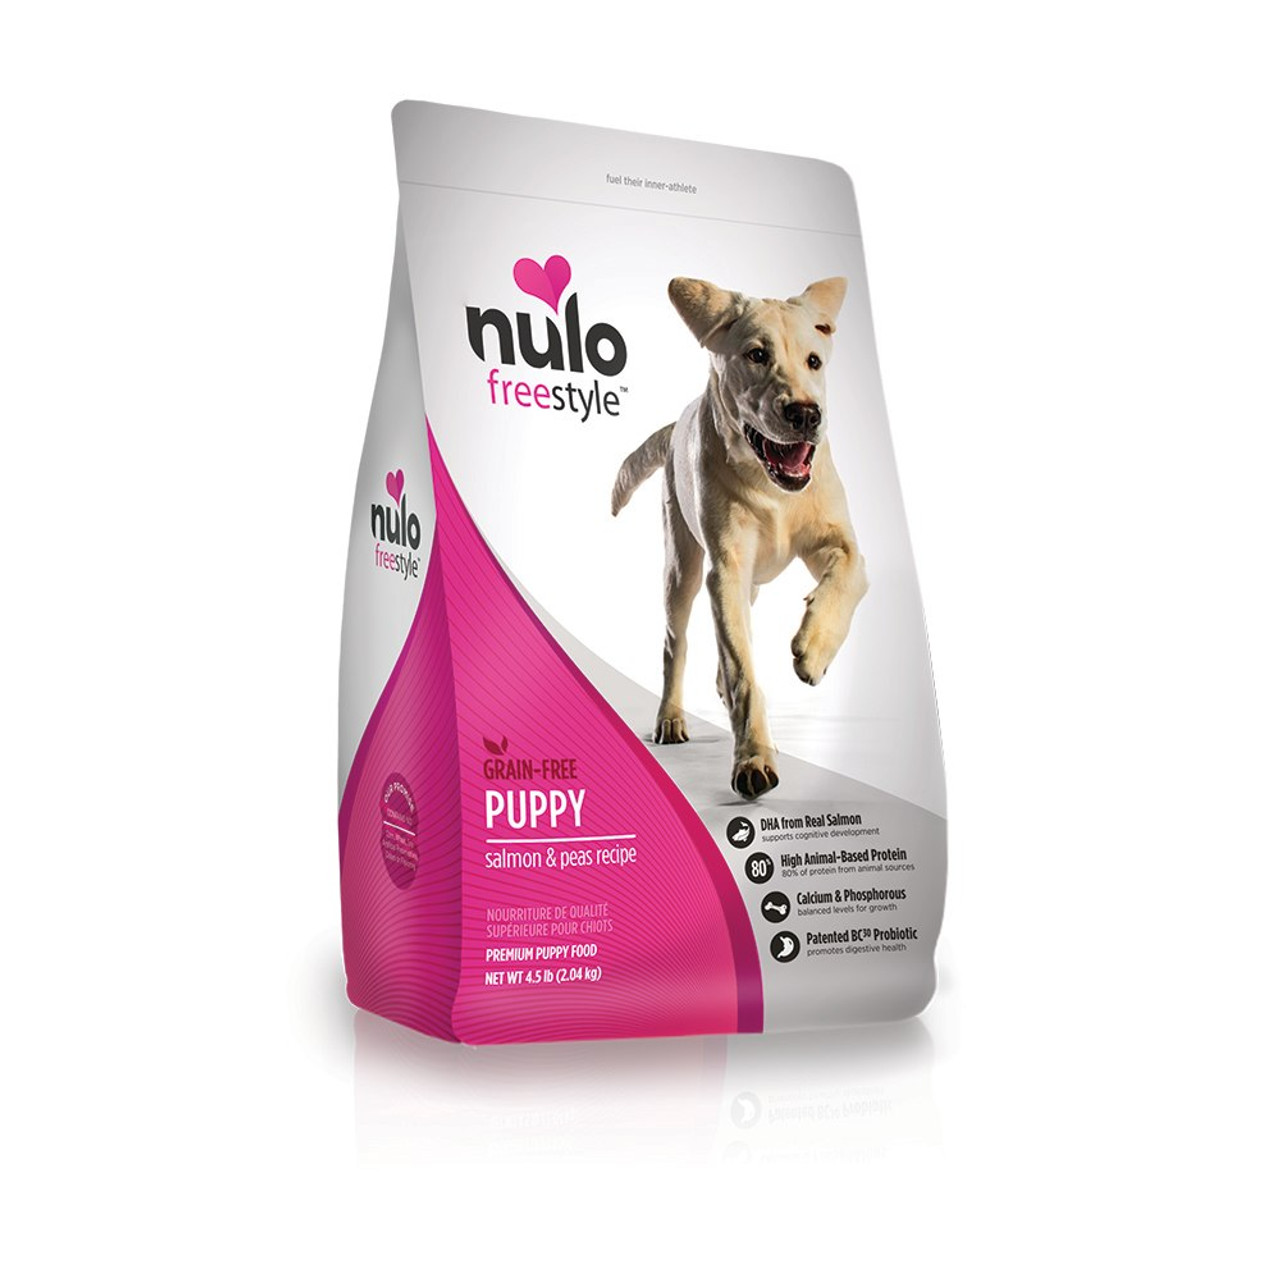 fuel their inner-athlete
nulo
freestyle™
nulo
freestyle™
GRAIN-FREE
PUPPY
salmon & peas recipe
NOURRITURE DE QUALITÉ
SUPÉRIEURE POUR CHIOTS
PREMIUM PUPPY FOOD
NET WT 4.5 lb (2.04 kg)
OUR PROMISE
DHA from Real Salmon
supports cognitive development
80%
High Animal-Based Protein
80% of protein from animal sources
Calcium & Phosphorous
balanced levels for growth
Patented BC³⁰ Probiotic
promotes digestive health